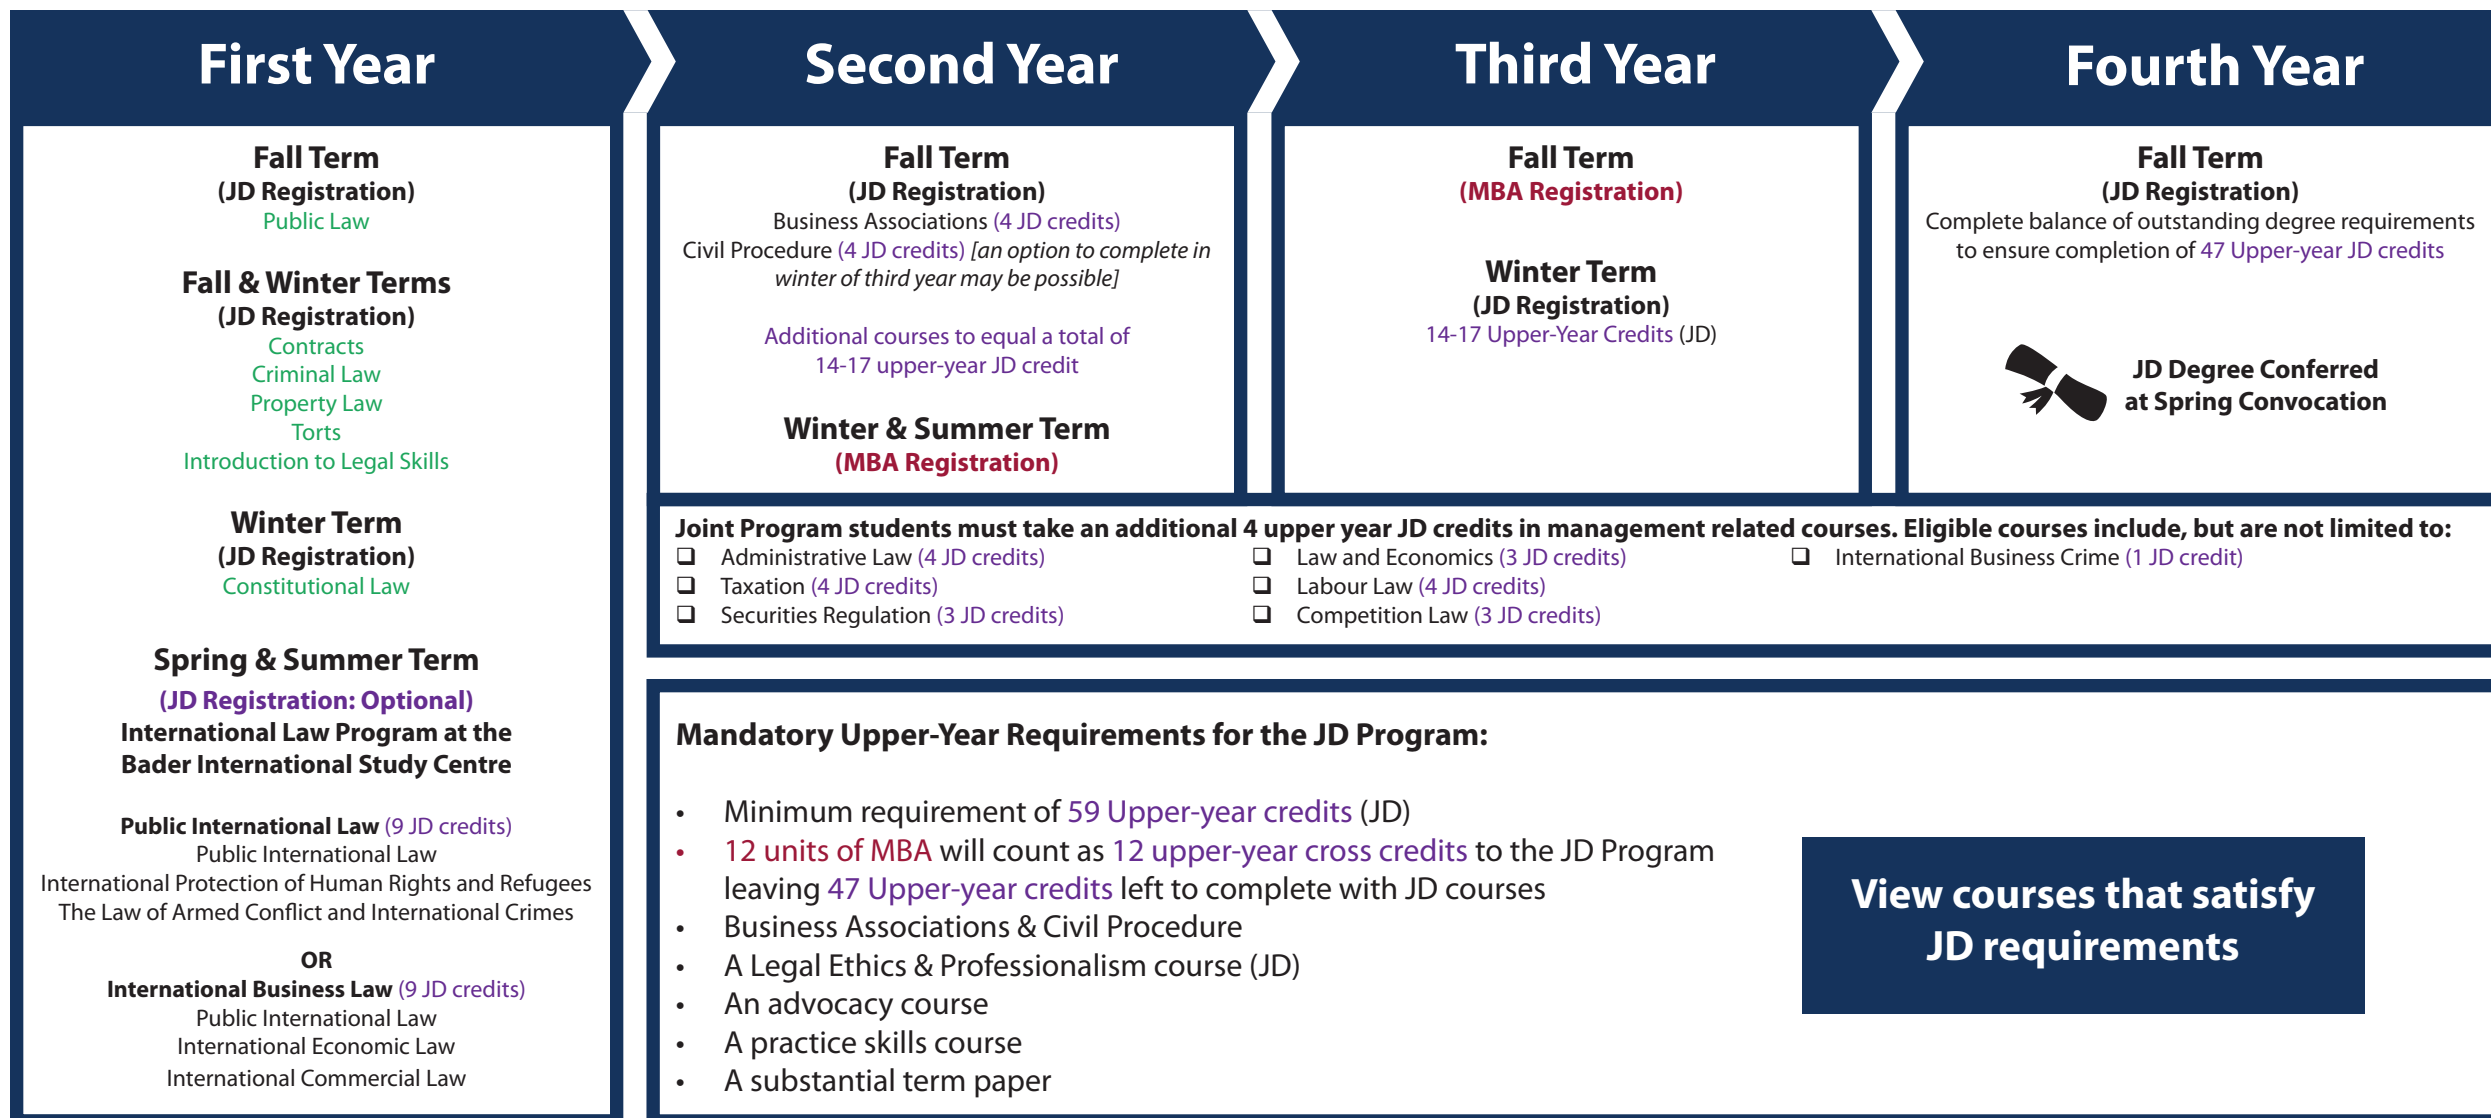 First Year
Fall Term
(JD Registration)
Public Law
Fall & Winter Terms
(JD Registration)
Contracts
Criminal Law
Property Law
Torts
Introduction to Legal Skills
Winter Term
(JD Registration)
Constitutional Law
Spring & Summer Term
(JD Registration: Optional)
International Law Program at the
Bader International Study Centre
Public International Law (9 JD credits)
Public International Law
International Protection of Human Rights and Refugees
The Law of Armed Conflict and International Crimes
OR
International Business Law (9 JD credits)
Public International Law
International Economic Law
International Commercial Law
Second Year
Fall Term
(JD Registration)
Business Associations (4 JD credits)
Civil Procedure (4 JD credits) [an option to complete in
winter of third year may be possible]
Additional courses to equal a total of
14-17 upper-year JD credit
Winter & Summer Term
(MBA Registration)
Third Year
Fall Term
(MBA Registration)
Winter Term
(JD Registration)
14-17 Upper-Year Credits (JD)
Fourth Year
Fall Term
(JD Registration)
Complete balance of outstanding degree requirements
to ensure completion of 47 Upper-year JD credits
JD Degree Conferred
at Spring Convocation
Joint Program students must take an additional 4 upper year JD credits in management related courses. Eligible courses include, but are not limited to:
❑ Administrative Law (4 JD credits)
❑ Taxation (4 JD credits)
❑ Securities Regulation (3 JD credits)
❑ Law and Economics (3 JD credits)
❑ Labour Law (4 JD credits)
❑ Competition Law (3 JD credits)
❑ International Business Crime (1 JD credit)
Mandatory Upper-Year Requirements for the JD Program:
• Minimum requirement of 59 Upper-year credits (JD)
• 12 units of MBA will count as 12 upper-year cross credits to the JD Program
leaving 47 Upper-year credits left to complete with JD courses
• Business Associations & Civil Procedure
• A Legal Ethics & Professionalism course (JD)
• An advocacy course
• A practice skills course
• A substantial term paper
View courses that satisfy
JD requirements